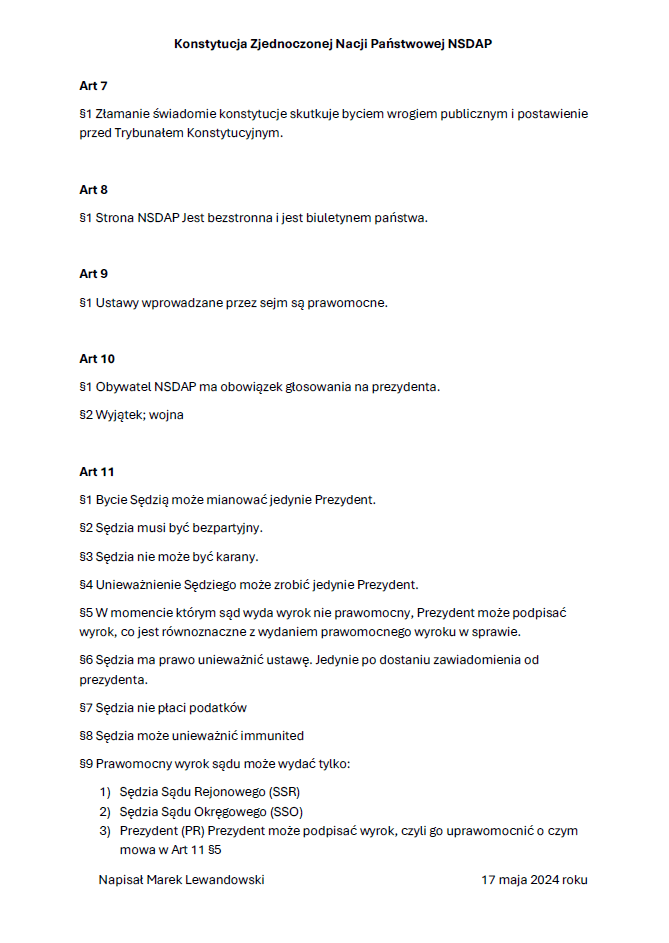 Konstytucja Zjednoczonej Nacji Państwowej NSDAP
Art 7
§1 Złamanie świadomie konstytucje skutkuje byciem wrogiem publicznym i postawienie
przed Trybunałem Konstytucyjnym.
Art 8
§1 Strona NSDAP Jest bezstronna i jest biuletynem państwa.
Art 9
§1 Ustawy wprowadzane przez sejm są prawomocne.
Art 10
§1 Obywatel NSDAP ma obowiązek głosowania na prezydenta.
§2 Wyjątek; wojna
Art 11
§1 Bycie Sędzią może mianować jedynie Prezydent.
§2 Sędzia musi być bezpartyjny.
§3 Sędzia nie może być karany.
§4 Unieważnienie Sędziego może zrobić jedynie Prezydent.
§5 W momencie którym sąd wyda wyrok nie prawomocny, Prezydent może podpisać
wyrok, co jest równoznaczne z wydaniem prawomocnego wyroku w sprawie.
§6 Sędzia ma prawo unieważnić ustawę. Jedynie po dostaniu zawiadomienia od
prezydenta.
§7 Sędzia nie płaci podatków
§8 Sędzia może unieważnić immunited
§9 Prawomocny wyrok sądu może wydać tylko:
1) Sędzia Sądu Rejonowego (SSR)
2) Sędzia Sądu Okręgowego (SSO)
3) Prezydent (PR) Prezydent może podpisać wyrok, czyli go uprawomocnić o czym
mowa w Art 11 §5
Napisał Marek Lewandowski 17 maja 2024 roku